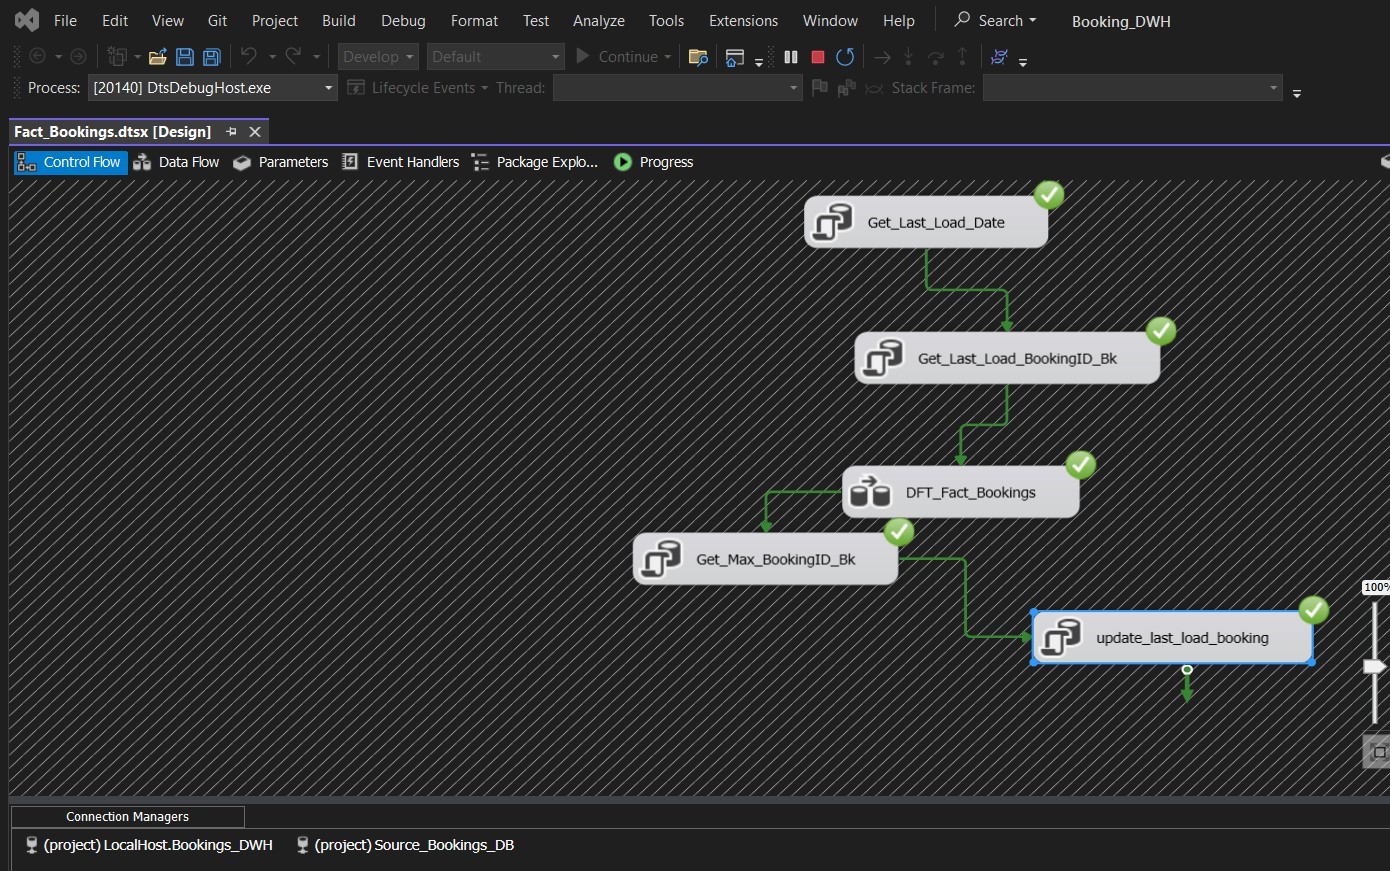 File Edit View Git Project Build Debug Format Test Analyze Tools Extensions Window Help Search Booking_DWH
Develop Default Continue
Process: [20140] DtsDebugHost.exe Lifecycle Events Thread: Stack Frame:
Fact_Bookings.dtsx [Design]
Control Flow Data Flow Parameters Event Handlers Package Explo... Progress
Get_Last_Load_Date
Get_Last_Load_BookingID_Bk
DFT_Fact_Bookings
Get_Max_BookingID_Bk
100%
update_last_load_booking
Connection Managers
(project) LocalHost.Bookings_DWH (project) Source_Bookings_DB